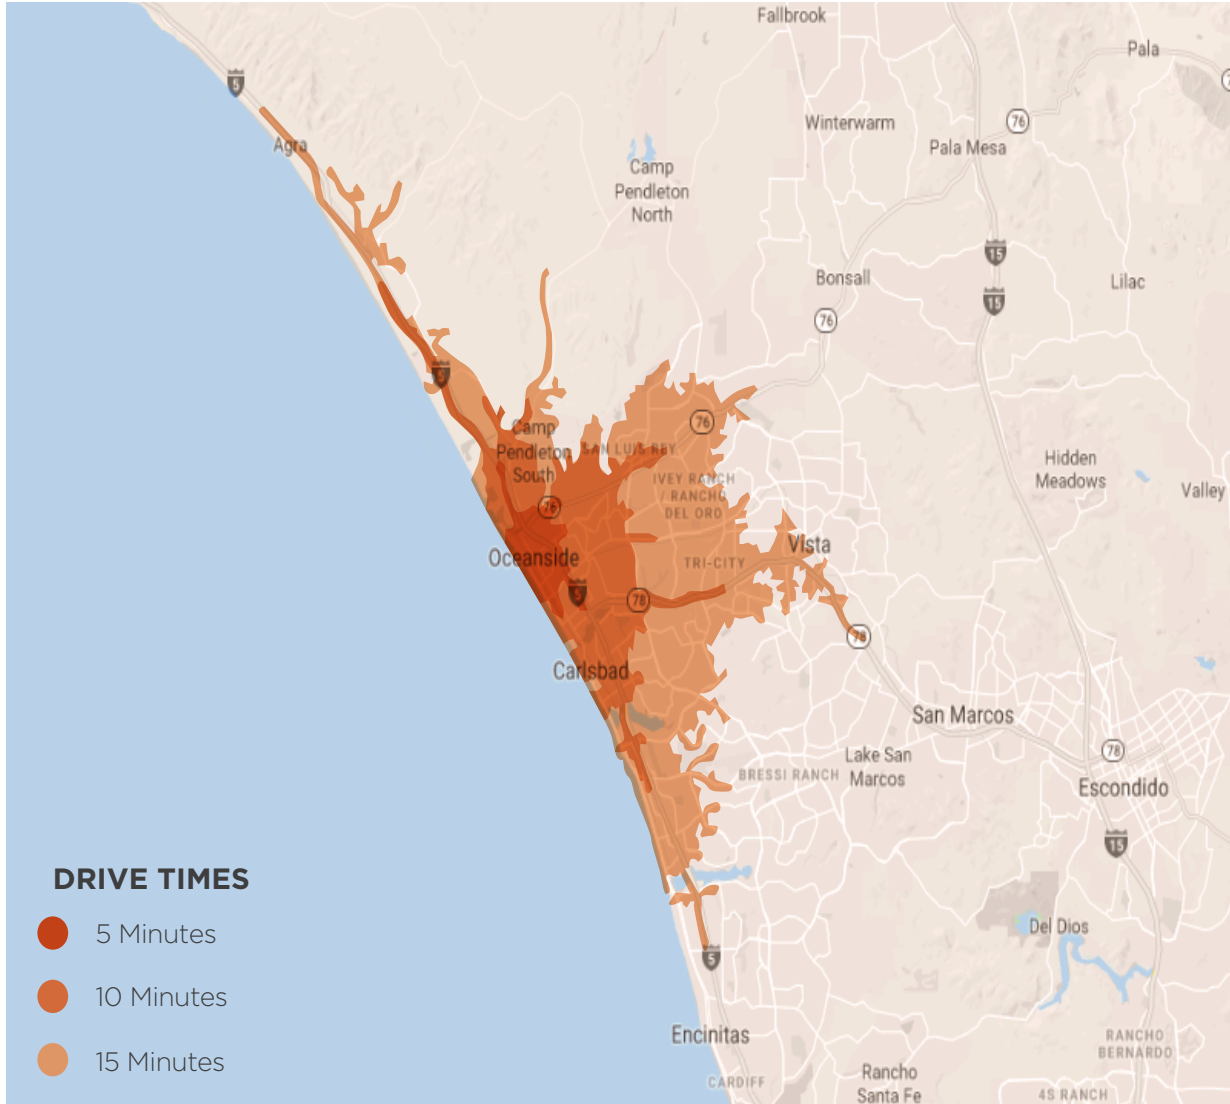 Fallbrook
Pala
5
7
76
Winterwarm
Agra
Pala Mesa
Camp
Pendleton
North
15
Bonsall
Lilac
15
76
5
76
Camp
Pendleton
South
SAN LUIS REY
Hidden
Meadows
IVEY RANCH
/ RANCHO
DEL ORO
Valley
76
Oceanside
Vista
TRI-CITY
5
78
78
Carlsbad
San Marcos
Lake San
Marcos
BRESSI RANCH
78
Escondido
15
DRIVE TIMES
5 Minutes
10 Minutes
15 Minutes
Del Dios
5
Encinitas
RANCHO
BERNARDO
CARDIFF
Rancho
Santa Fe
4S RANCH